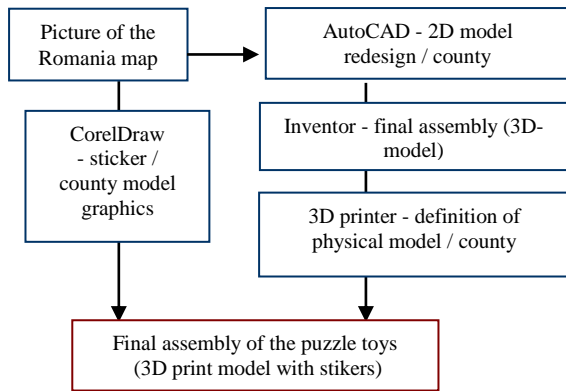 Picture of the
Romania map
AutoCAD - 2D model
redesign / county
CorelDraw
- sticker /
county model
graphics
Inventor - final assembly (3D-
model)
3D printer - definition of
physical model / county
Final assembly of the puzzle toys
(3D print model with stikers)